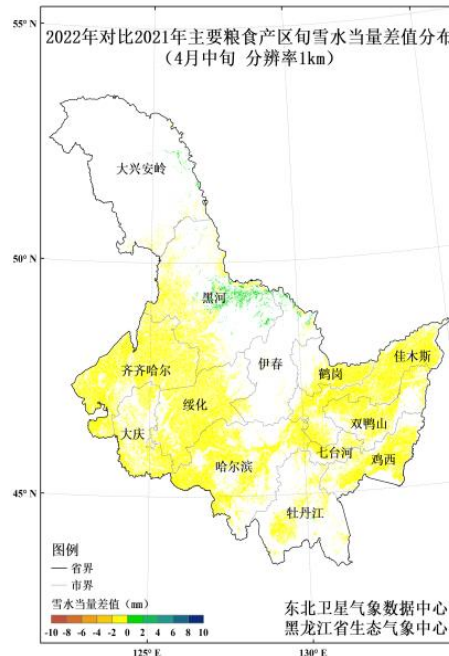 2022年对比2021年主要粮食产区旬雪水当量差值分布
（4月中旬 分辨率1km）
55° N
大兴安岭
50° N
黑河
伊春
佳木斯
齐齐哈尔
鹤岗
绥化
双鸭山
大庆
七台河
鸡西
哈尔滨
45° N
牡丹江
图例
省界
市界
雪水当量差值（mm）
-10 -8 -6 -4 -2 0 2 4 6 8 10
东北卫星气象数据中心
黑龙江省生态气象中心
125° E
130° E